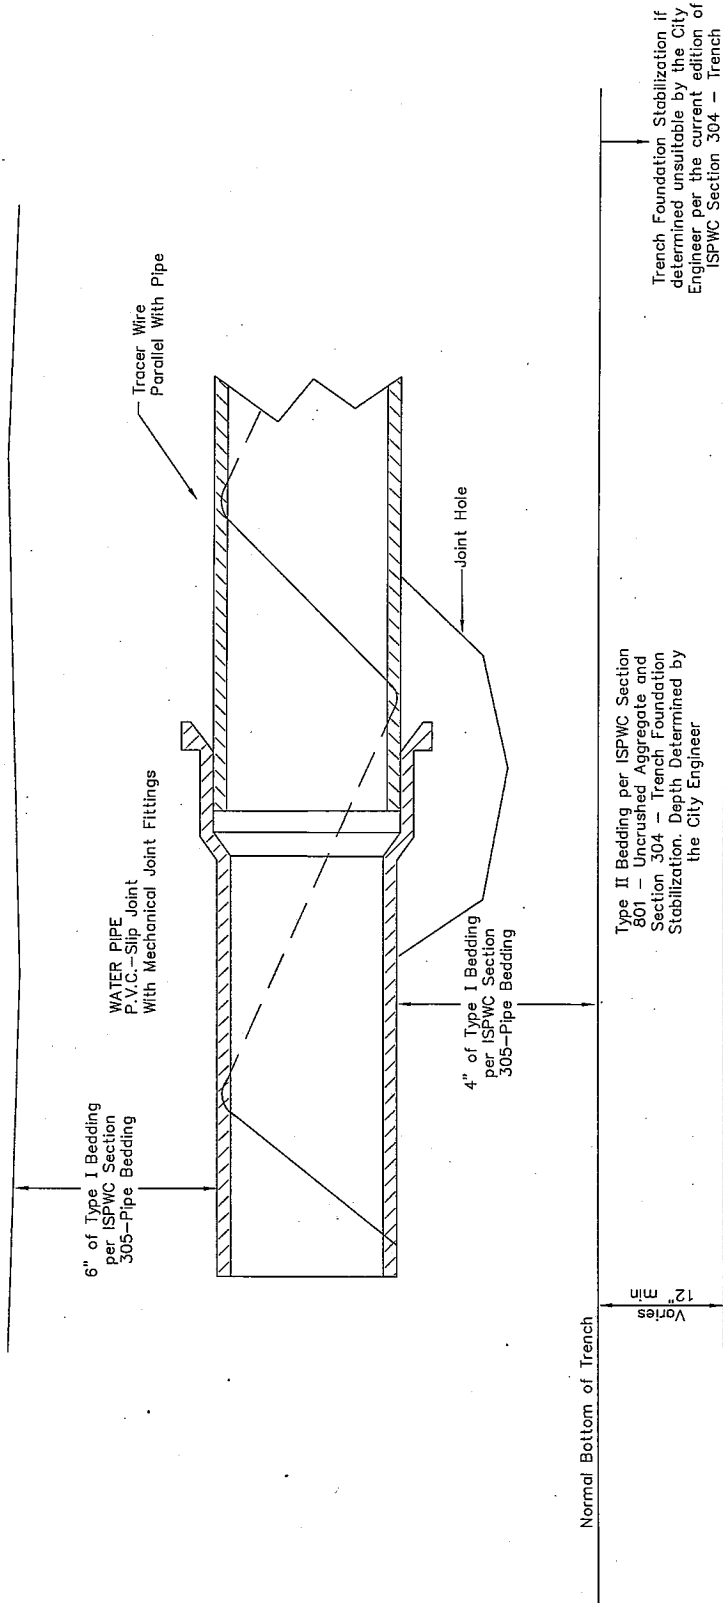 6" of Type I Bedding
per ISPWC Section
305-Pipe Bedding
WATER PIPE
P.V.C.-Slip Joint
With Mechanical Joint Fittings
Tracer Wire
Parallel With Pipe
4" of Type I Bedding
per ISPWC Section
305-Pipe Bedding
Joint Hole
Normal Bottom of Trench
Varies
12" min
Type II Bedding per ISPWC Section
801 - Uncrushed Aggregate and
Section 304 - Trench Foundation
Stabilization. Depth Determined by
the City Engineer
Trench Foundation Stabilization if
determined unsuitable by the City
Engineer per the current edition of
ISPWC Section 304 - Trench